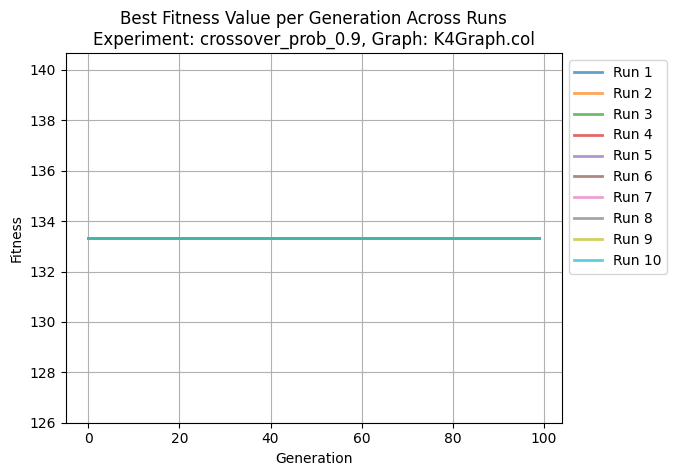 Best Fitness Value per Generation Across Runs
Experiment: crossover_prob_0.9, Graph: K4Graph.col
140
138
136
134
132
130
128
126
Fitness
0 20 40 60 80 100
Generation
Run 1
Run 2
Run 3
Run 4
Run 5
Run 6
Run 7
Run 8
Run 9
Run 10